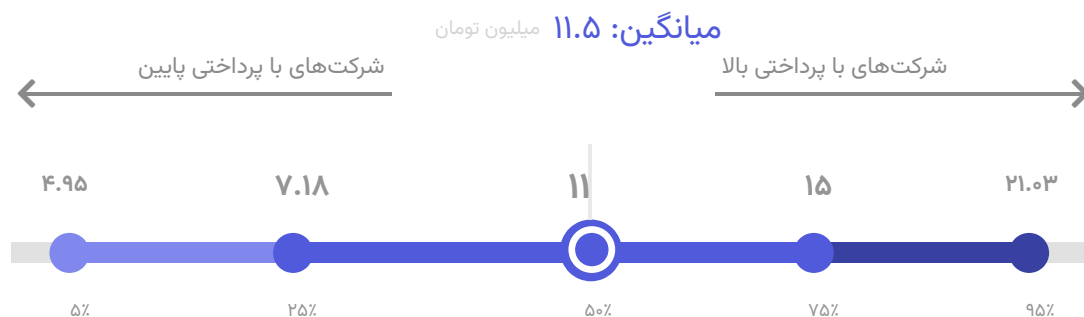 میانگین: ۱۱.۵ میلیون تومان
شرکت‌های با پرداختی بالا
شرکت‌های با پرداختی پایین
۴.۹۵ ۷.۱۸ ۱۱ ۱۵ ۲۱.۰۳
۵٪ ۲۵٪ ۵۰٪ ۷۵٪ ۹۵٪